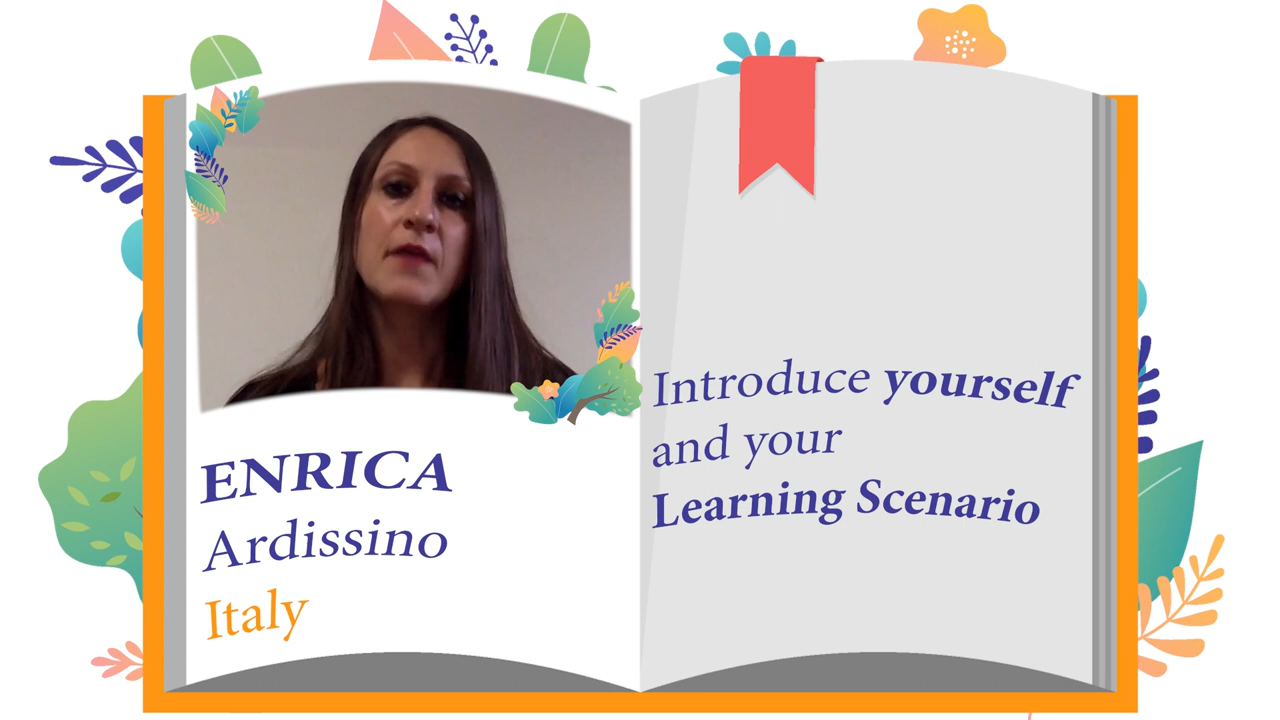 ENRICA
Ardissino
Italy
Introduce yourself
and your
Learning Scenario